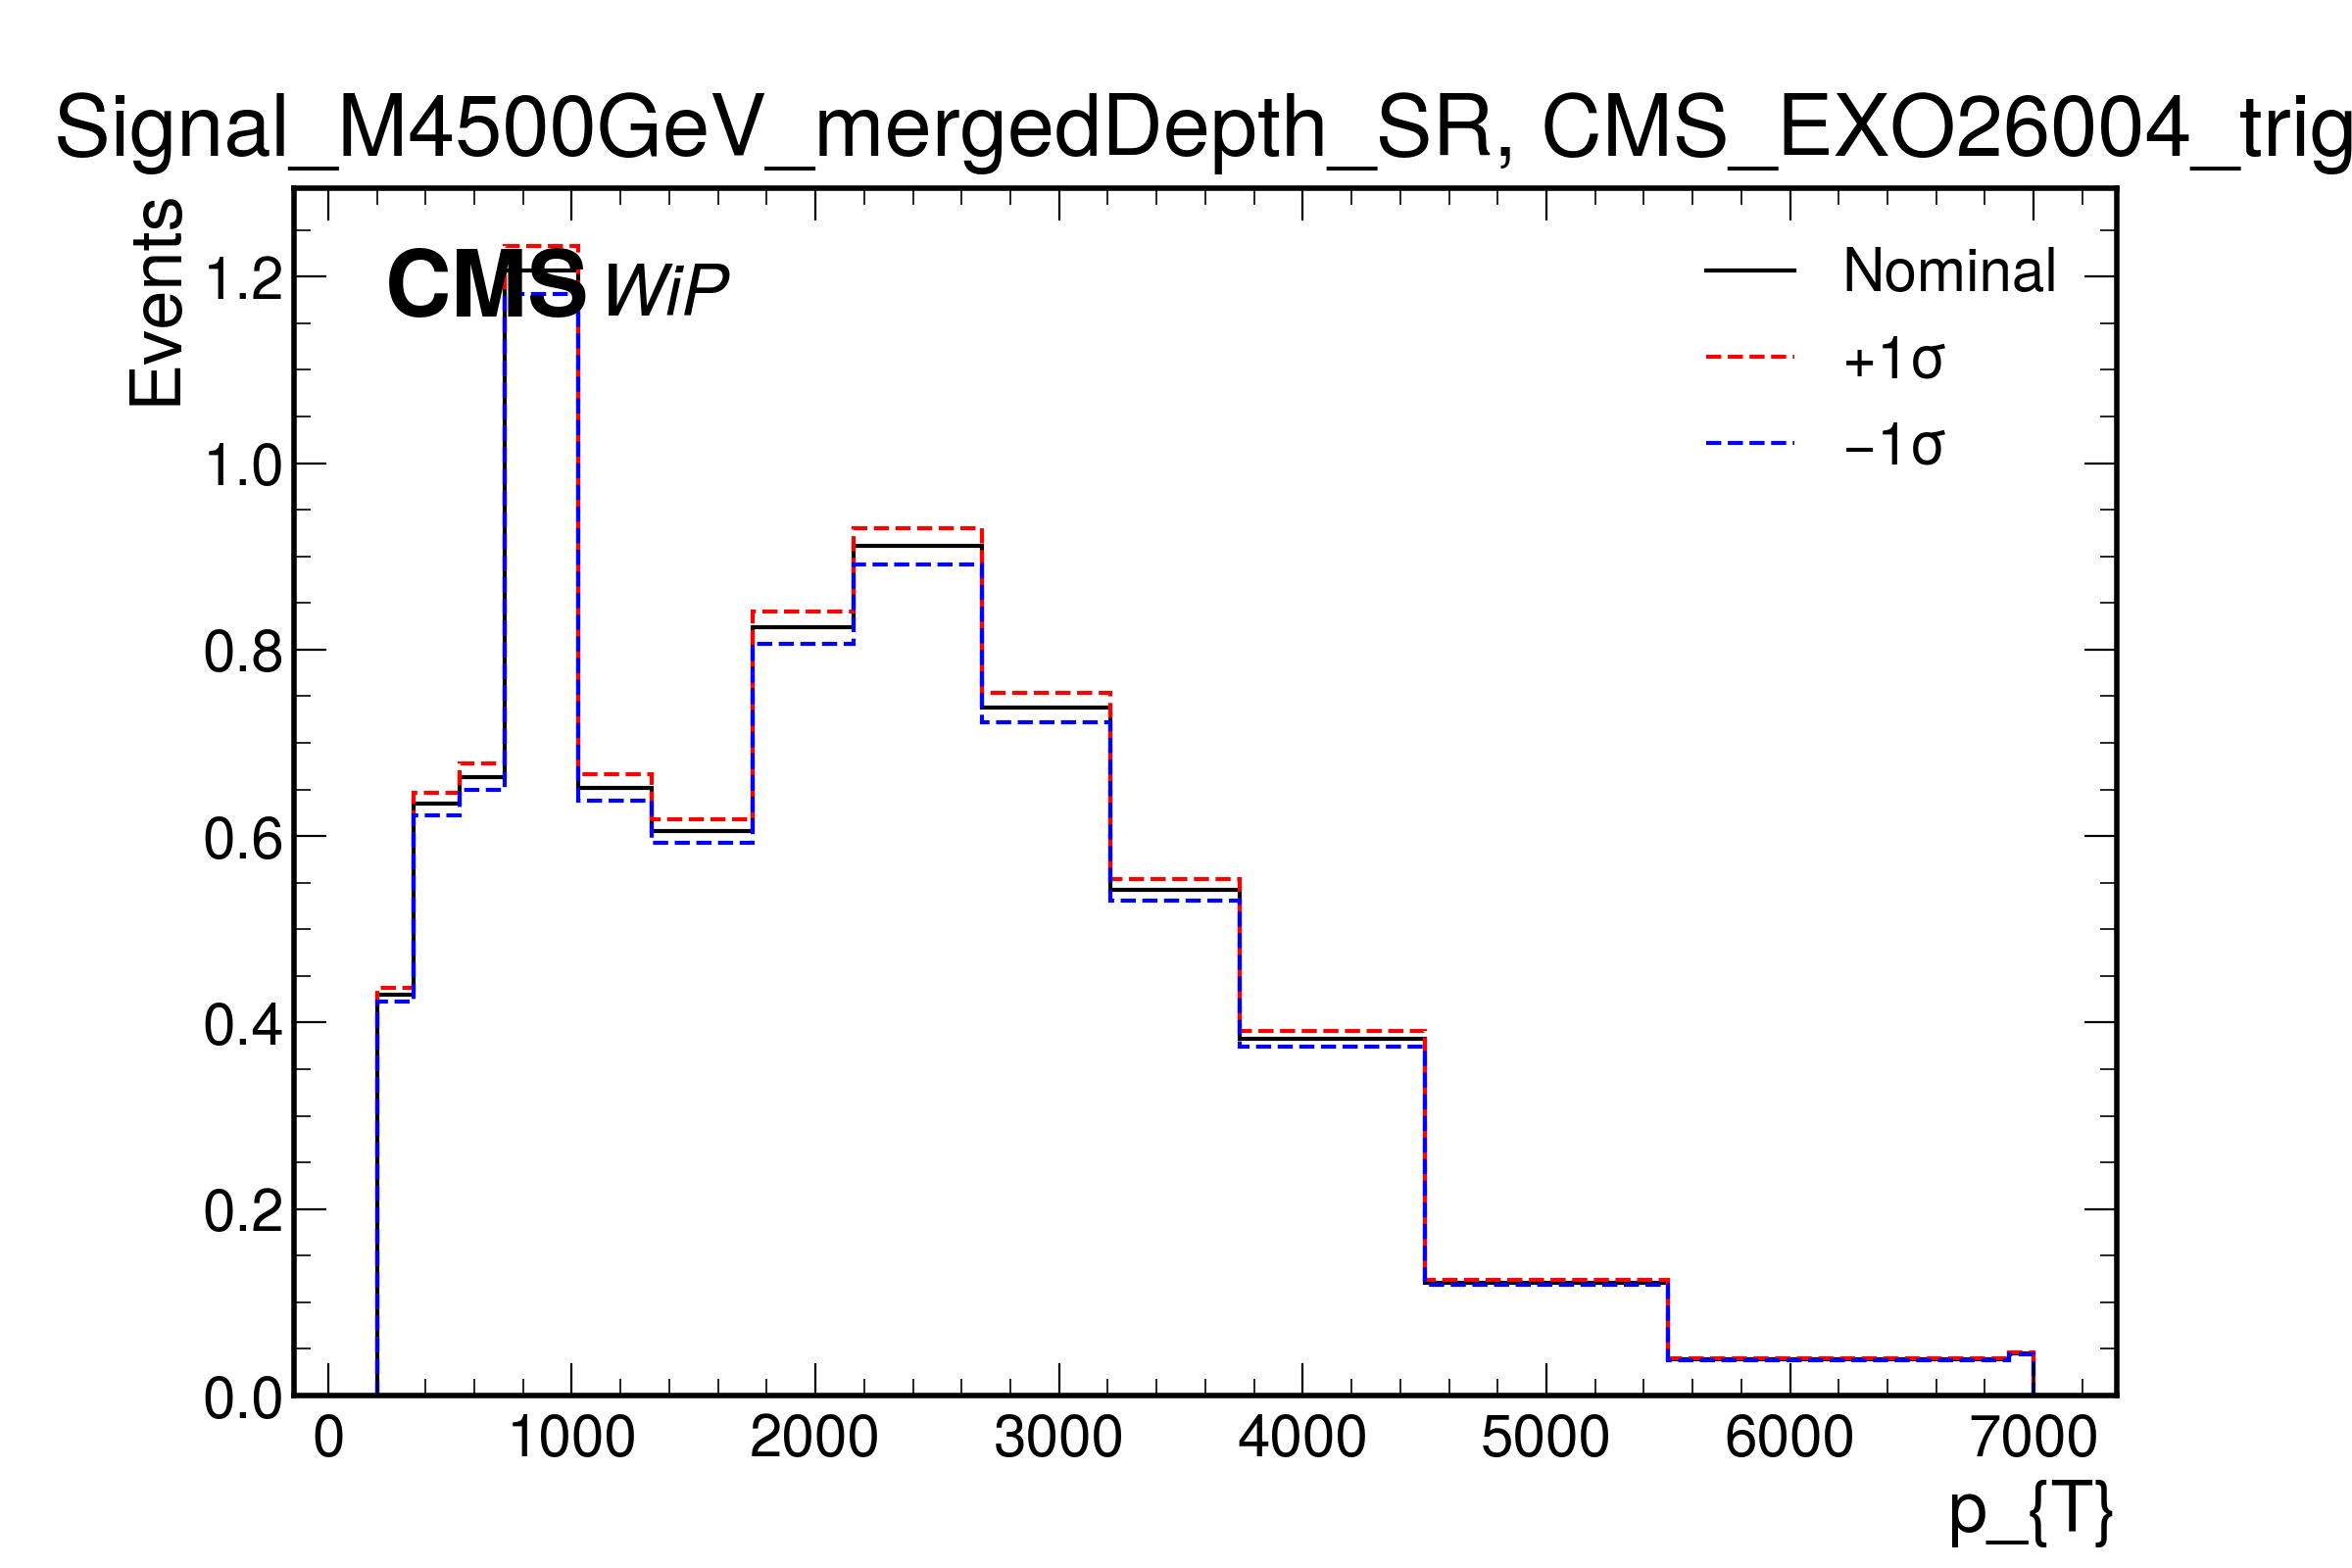 Signal_M4500GeV_mergedDepth_SR, CMS_EXO26004_trig
Events
CMS WiP
Nominal
+1σ
−1σ
1.2
1.0
0.8
0.6
0.4
0.2
0.0
0 1000 2000 3000 4000 5000 6000 7000
p_{T}